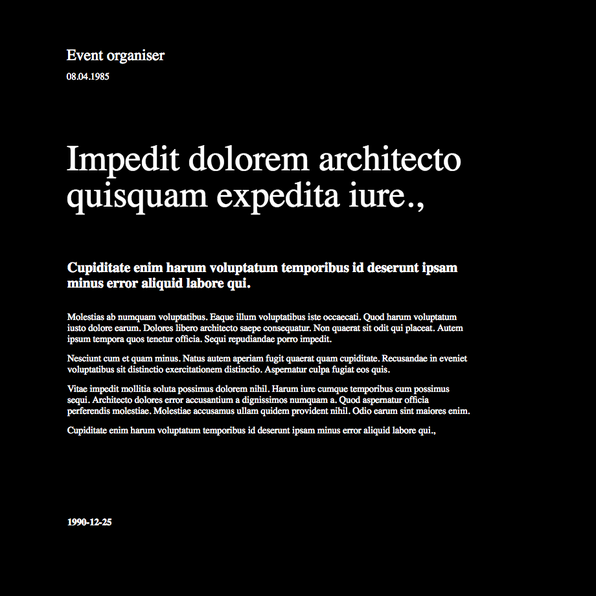 Event organiser
08.04.1985
Impedit dolorem architecto
quisquam expedita iure.,
Cupiditate enim harum voluptatum temporibus id deserunt ipsam
minus error aliquid labore qui.
Molestias ab numquam voluptatibus. Eaque illum voluptatibus iste occaecati. Quod harum voluptatum
iusto dolore earum. Dolores libero architecto saepe consequatur. Non quaerat sit odit qui placeat. Autem
ipsum tempora quos tenetur officia. Sequi repudiandae porro impedit.
Nesciunt cum et quam minus. Natus autem aperiam fugit quaerat quam cupiditate. Recusandae in eveniet
voluptatibus sit distinctio exercitationem distinctio. Aspernatur culpa fugiat eos quis.
Vitae impedit mollitia soluta possimus dolorem nihil. Harum iure cumque temporibus cum possimus
sequi. Architecto dolores error accusantium a dignissimos numquam a. Quod aspernatur officia
perferendis molestiae. Molestiae accusamus ullam quidem provident nihil. Odio earum sint maiores enim.
Cupiditate enim harum voluptatum temporibus id deserunt ipsam minus error aliquid labore qui.,
1990-12-25